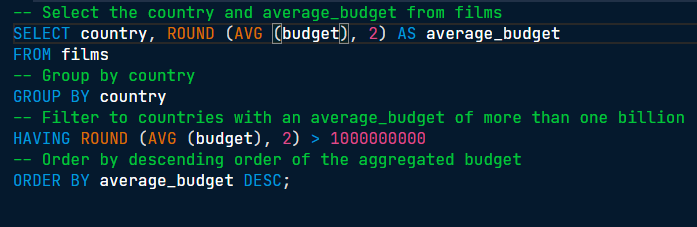 -- Select the country and average_budget from films
SELECT country, ROUND (AVG (budget), 2) AS average_budget
FROM films
-- Group by country
GROUP BY country
-- Filter to countries with an average_budget of more than one billion
HAVING ROUND (AVG (budget), 2) > 1000000000
-- Order by descending order of the aggregated budget
ORDER BY average_budget DESC;